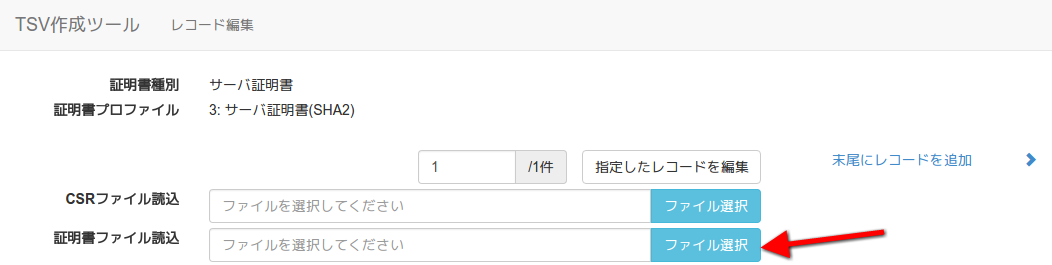 TSV作成ツール レコード編集
証明書種別 サーバ証明書
証明書プロファイル 3: サーバ証明書(SHA2)
1 /1件 指定したレコードを編集 末尾にレコードを追加
CSRファイル読込 ファイルを選択してください ファイル選択
証明書ファイル読込 ファイルを選択してください ファイル選択